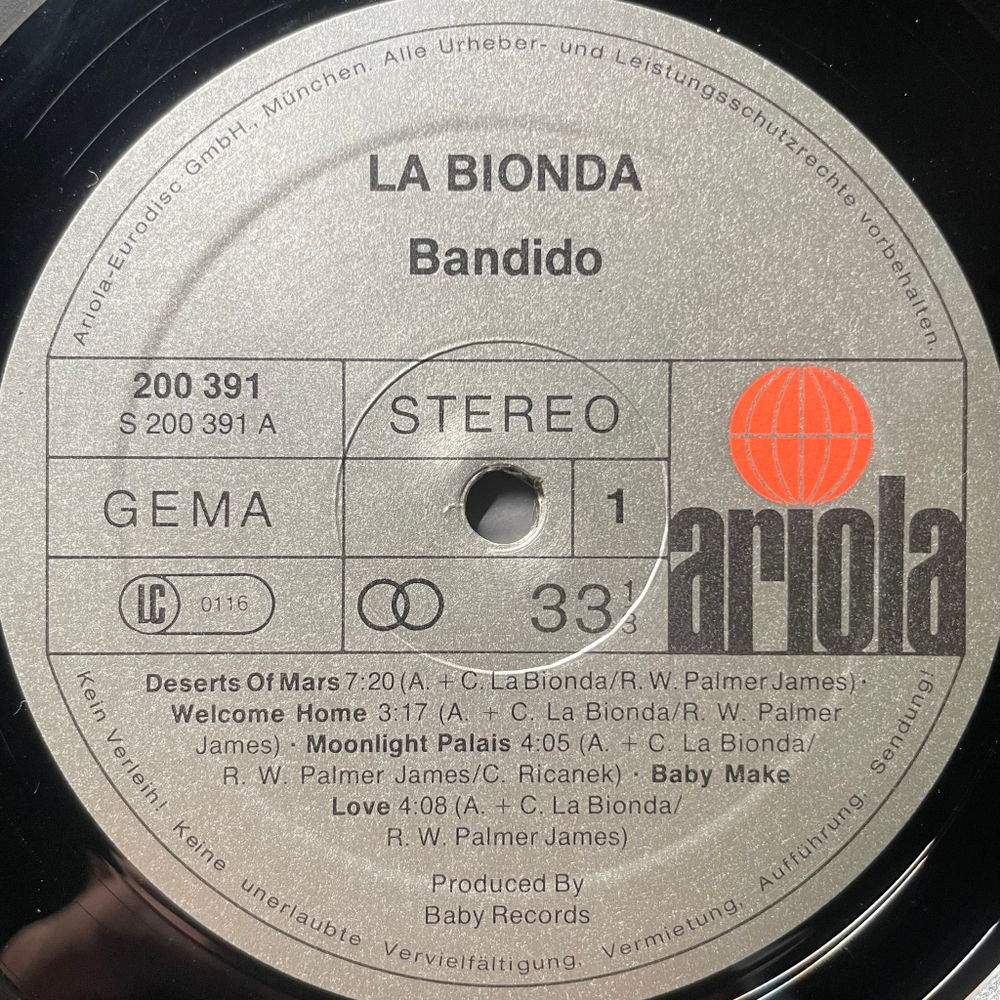 Ariola-Eurodisc GmbH., München. Alle Urheber- und Leistungsschutzrechte vorbehalten.
LA BIONDA
Bandido
200 391
S 200 391 A
STEREO
GEMA
1
LC 0116
33 1/3
ariola
Deserts Of Mars 7:20 (A. + C. La Bionda/R. W. Palmer James) ·
Welcome Home 3:17 (A. + C. La Bionda/R. W. Palmer
James) · Moonlight Palais 4:05 (A. + C. La Bionda/
R. W. Palmer James/C. Ricanek) · Baby Make
Love 4:08 (A. + C. La Bionda/
R. W. Palmer James)
Produced By
Baby Records
Kein Verleih! Keine unerlaubte Vervielfältigung, Vermietung, Aufführung, Sendung!